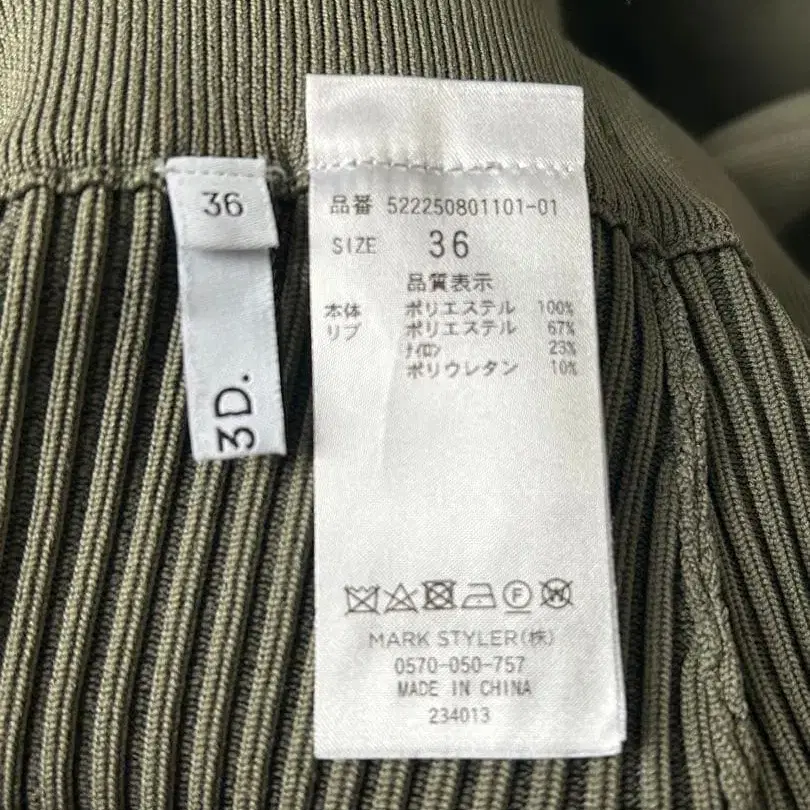 36
3D.
品番 522250801101-01
SIZE 36
品質表示
本体 ポリエステル 100%
リブ ポリエステル 67%
ナイロン 23%
ポリウレタン 10%
F
W
MARK STYLER(株)
0570-050-757
MADE IN CHINA
234013